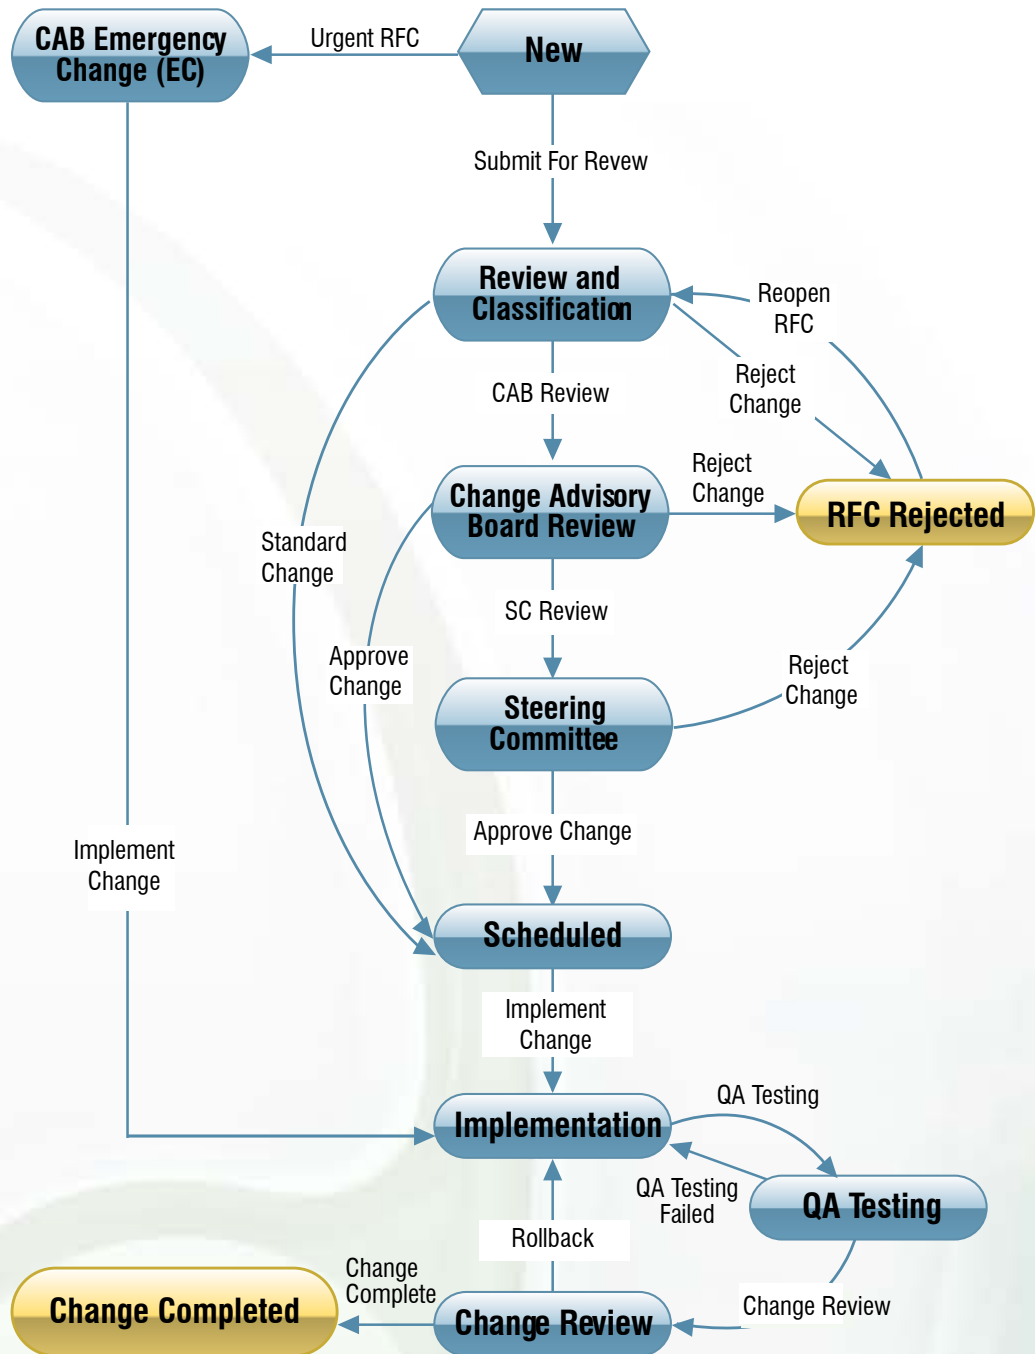 CAB Emergency
Change (EC)
Urgent RFC
New
Submit For Revew
Review and
Classification
Reopen
RFC
Reject
Change
CAB Review
Change Advisory
Board Review
Reject
Change
RFC Rejected
Standard
Change
SC Review
Approve
Change
Reject
Change
Steering
Committee
Approve Change
Implement
Change
Scheduled
Implement
Change
Implementation
QA Testing
QA Testing
Failed
QA Testing
Rollback
Change
Complete
Change Review
Change Completed
Change Review